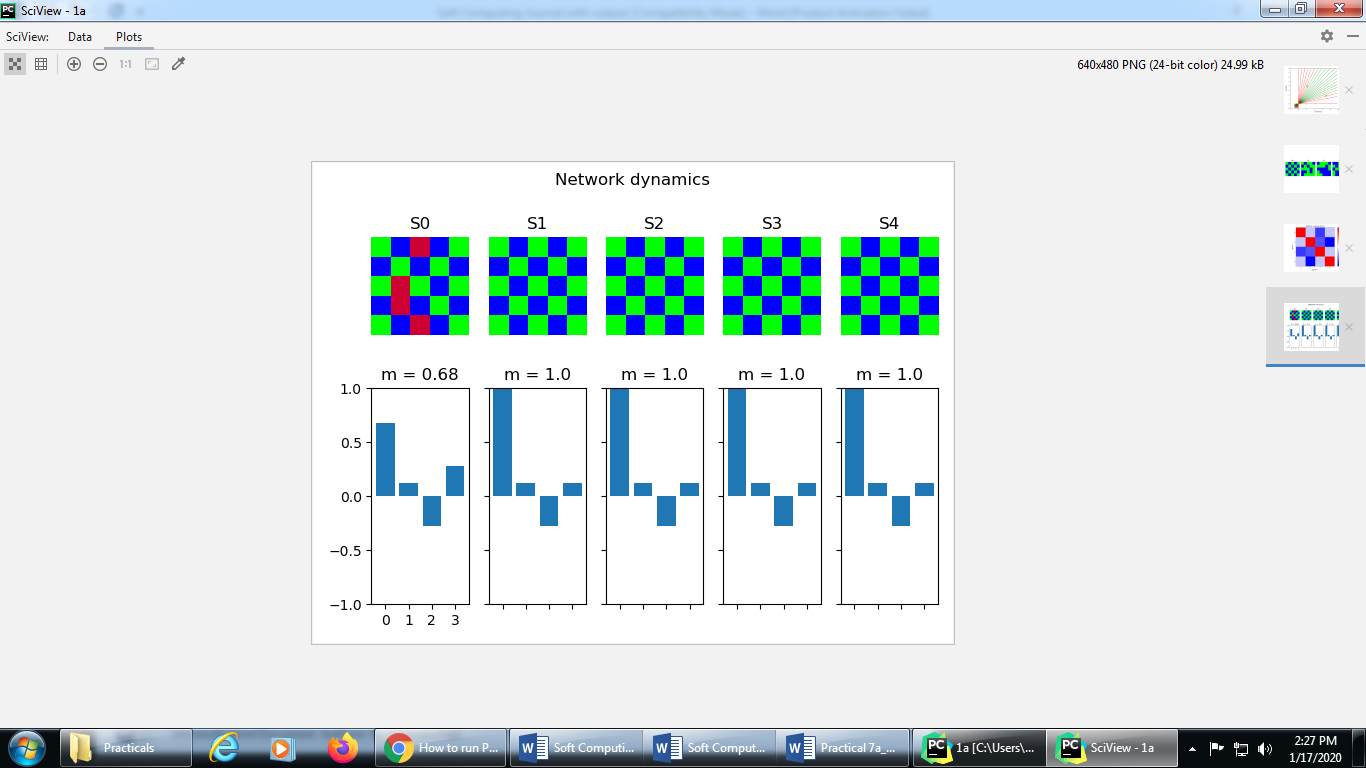 SciView - 1a
SciView: Data Plots
1:1
640x480 PNG (24-bit color) 24.99 kB
Network dynamics
S0 S1 S2 S3 S4
m = 0.68 m = 1.0 m = 1.0 m = 1.0 m = 1.0
1.0
0.5
0.0
−0.5
−1.0
0 1 2 3
Practicals
How to run P...
Soft Computi...
Soft Comput...
Practical 7a_...
1a [C:\Users\...
SciView - 1a
2:27 PM
1/17/2020